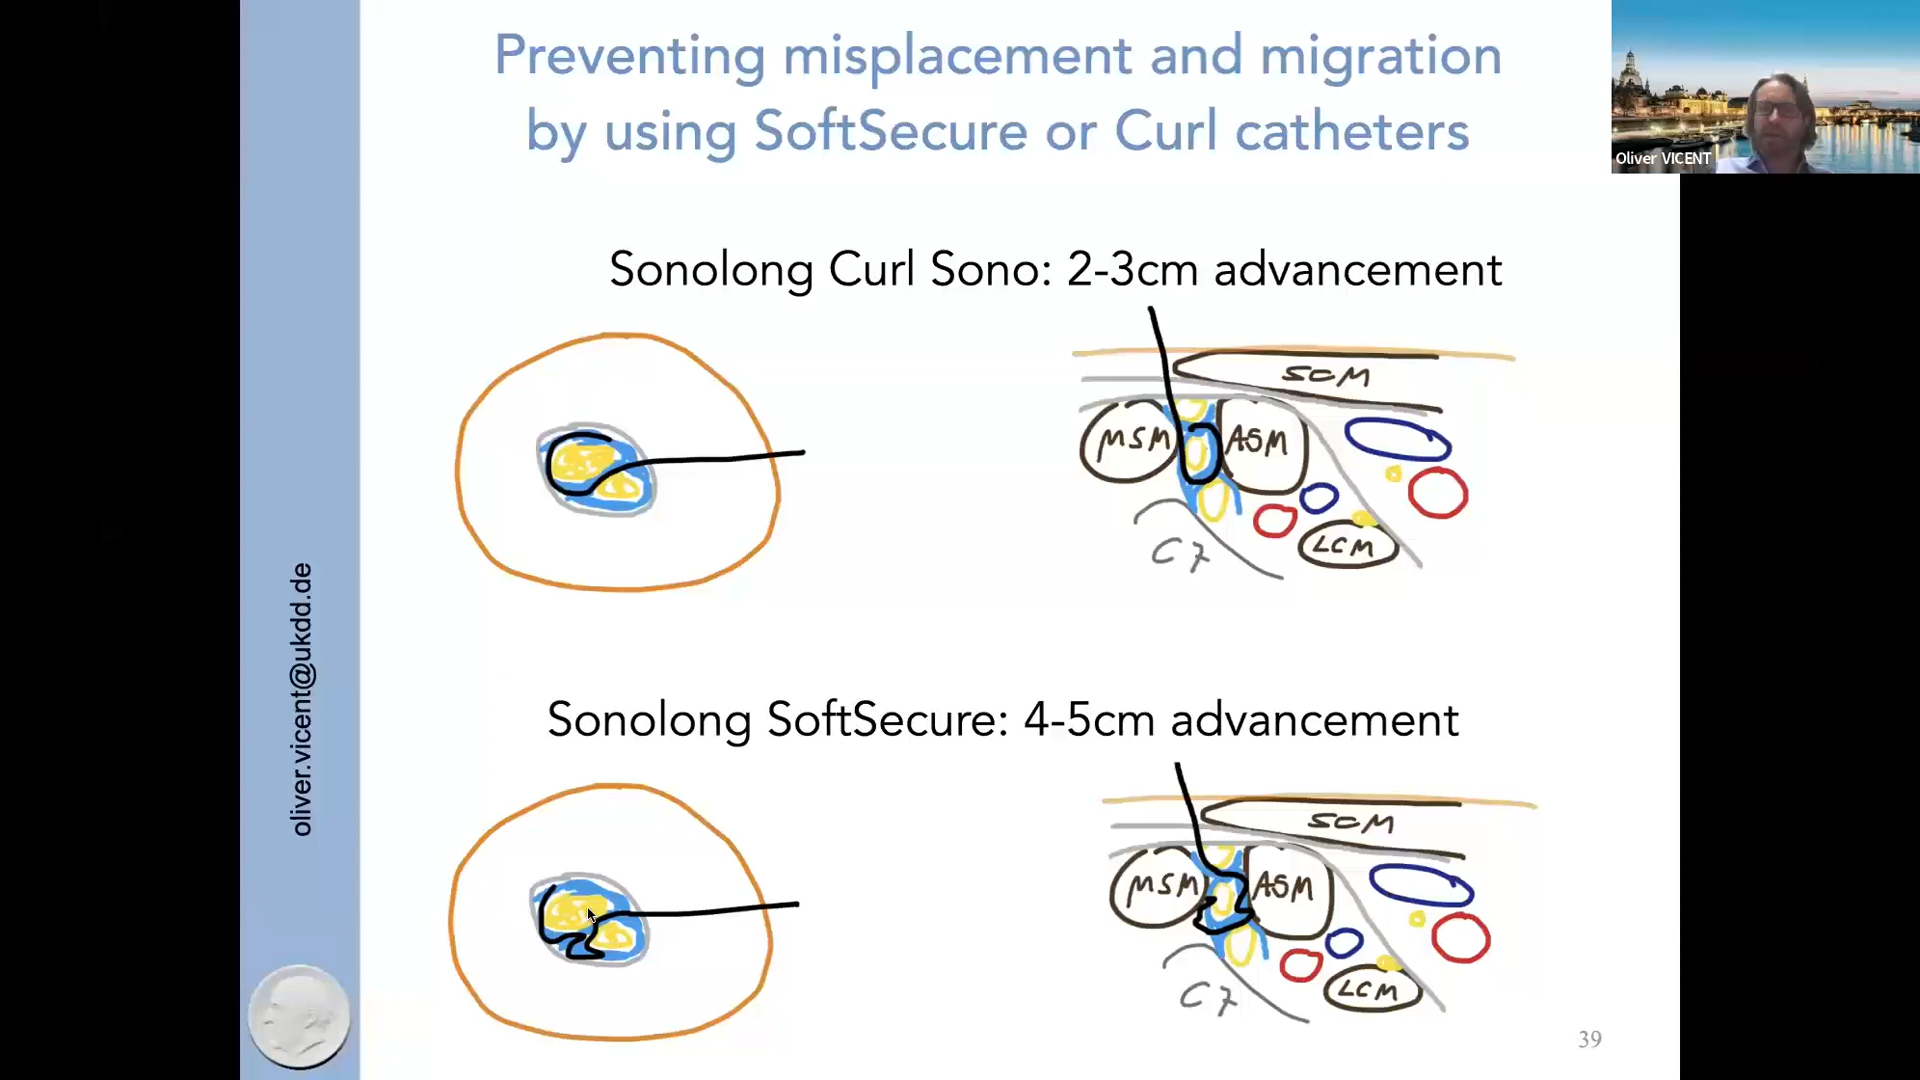 Preventing misplacement and migration
by using SoftSecure or Curl catheters
Oliver VICENT
Sonolong Curl Sono: 2-3cm advancement
SCM
MSM
ASM
LCM
C7
Sonolong SoftSecure: 4-5cm advancement
SCM
MSM
ASM
LCM
C7
oliver.vicent@ukdd.de
39